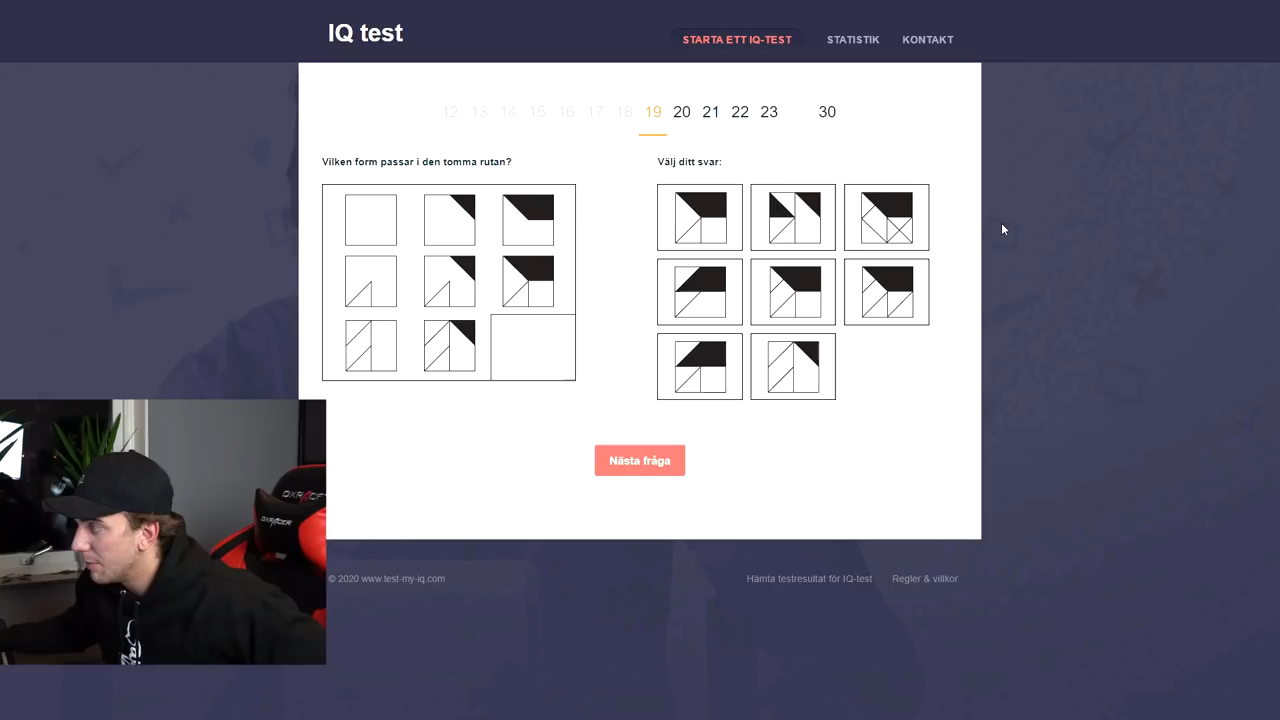 IQ test
STARTA ETT IQ-TEST STATISTIK KONTAKT
12 13 14 15 16 17 18 19 20 21 22 23 30
Vilken form passar i den tomma rutan?
Välj ditt svar:
Nästa fråga
© 2020 www.test-my-iq.com
Hämta testresultat för IQ-test Regler & villkor
DXRACER